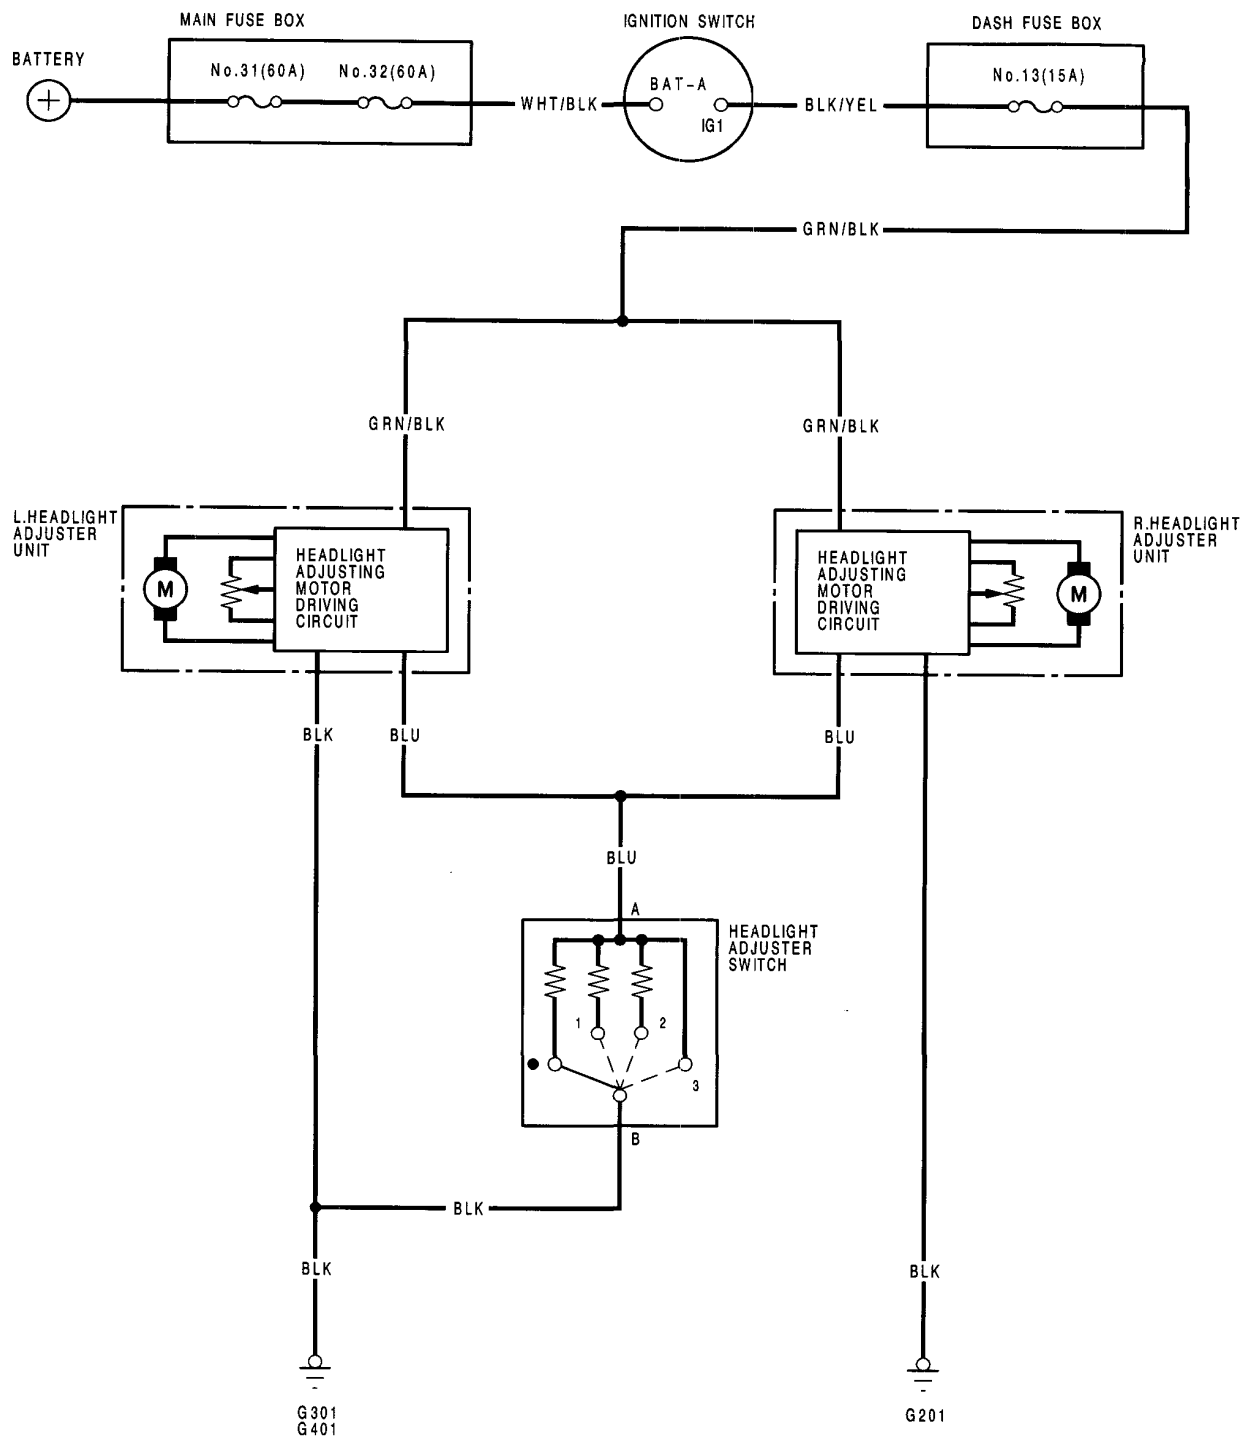 MAIN FUSE BOX
IGNITION SWITCH
DASH FUSE BOX
BATTERY
No.31(60A)
No.32(60A)
BAT-A
No.13(15A)
WHT/BLK
BLK/YEL
IG1
GRN/BLK
GRN/BLK
GRN/BLK
L.HEADLIGHT
ADJUSTER
UNIT
HEADLIGHT
ADJUSTING
MOTOR
DRIVING
CIRCUIT
M
HEADLIGHT
ADJUSTING
MOTOR
DRIVING
CIRCUIT
M
R.HEADLIGHT
ADJUSTER
UNIT
BLK
BLU
BLU
BLU
A
HEADLIGHT
ADJUSTER
SWITCH
1
2
3
B
BLK
BLK
BLK
G301
G401
G201